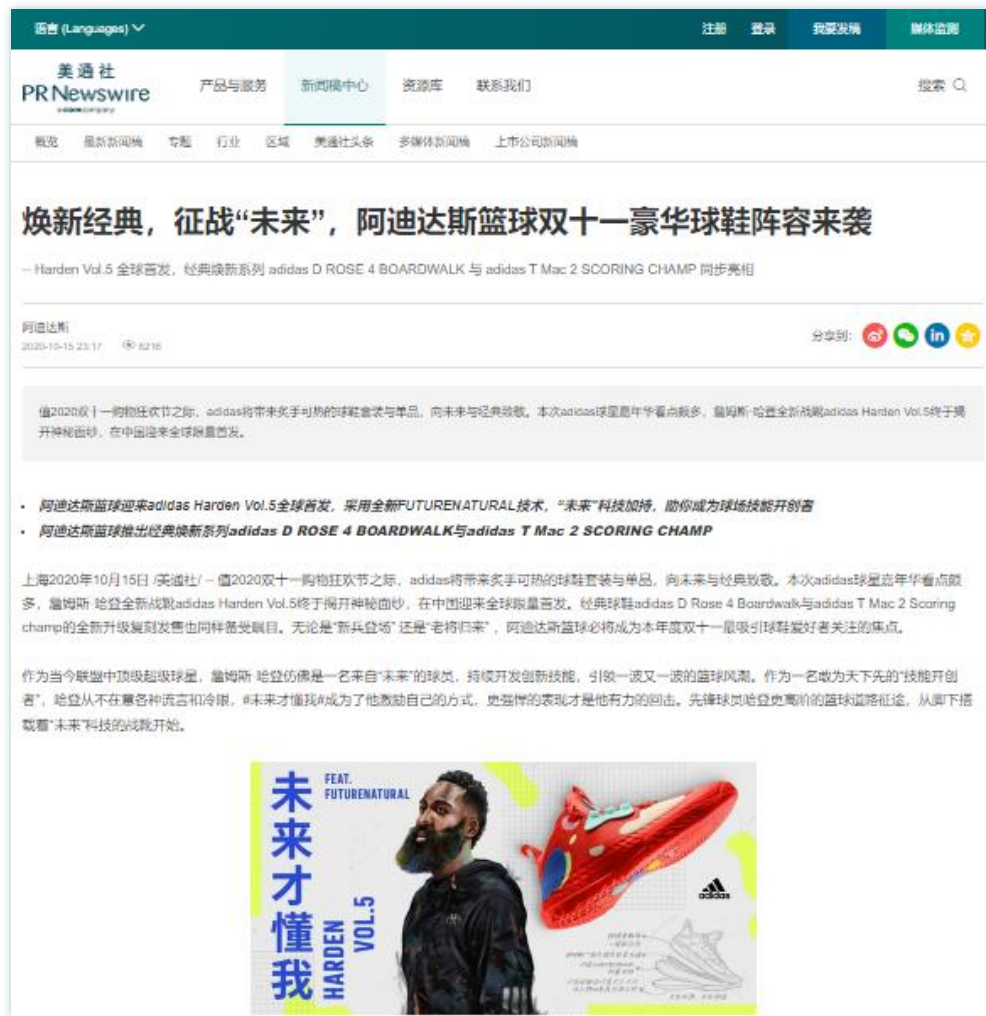 语言 (Languages)
注册 登录 我要发稿 媒体监测
美通社
PR Newswire
a cision company
产品与服务 新闻稿中心 资源库 联系我们
搜索
概览 最新新闻稿 专题 行业 区域 美通社头条 多媒体新闻稿 上市公司新闻稿
焕新经典，征战“未来”，阿迪达斯篮球双十一豪华球鞋阵容来袭
-- Harden Vol.5 全球首发，经典焕新系列 adidas D ROSE 4 BOARDWALK 与 adidas T Mac 2 SCORING CHAMP 同步亮相
阿迪达斯
2020-10-15 23:17 8216
分享到:
值2020双十一购物狂欢节之际，adidas将带来炙手可热的球鞋套装与单品，向未来与经典致敬。本次adidas球星嘉年华看点颇多，詹姆斯·哈登全新战靴adidas Harden Vol.5终于揭
开神秘面纱，在中国迎来全球限量首发。
• 阿迪达斯篮球迎来adidas Harden Vol.5全球首发，采用全新FUTURENATURAL技术，“未来”科技加持，助你成为球场技能开创者
• 阿迪达斯篮球推出经典焕新系列adidas D ROSE 4 BOARDWALK与adidas T Mac 2 SCORING CHAMP
上海2020年10月15日 /美通社/ -- 值2020双十一购物狂欢节之际，adidas将带来炙手可热的球鞋套装与单品，向未来与经典致敬。本次adidas球星嘉年华看点颇
多，詹姆斯·哈登全新战靴adidas Harden Vol.5终于揭开神秘面纱，在中国迎来全球限量首发。经典球鞋adidas D Rose 4 Boardwalk与adidas T Mac 2 Scoring
champ的全新升级复刻发售也同样备受瞩目。无论是“新兵登场”还是“老将归来”，阿迪达斯篮球必将成为本年度双十一最吸引球鞋爱好者关注的焦点。
作为当今联盟中顶级超级球星，詹姆斯·哈登仿佛是一名来自“未来”的球员，持续开发创新技能，引领一波又一波的篮球风潮。作为一名敢为天下先的“技能开创
者”，哈登从不在意各种流言和冷眼，#未来才懂我#成为了他激励自己的方式，更强悍的表现才是他有力的回击。先锋球员哈登更高阶的篮球道路征途，从脚下搭
载着“未来”科技的战靴开始。
未来才懂我
FEAT.
FUTURENATURAL
HARDEN
VOL.5
adidas